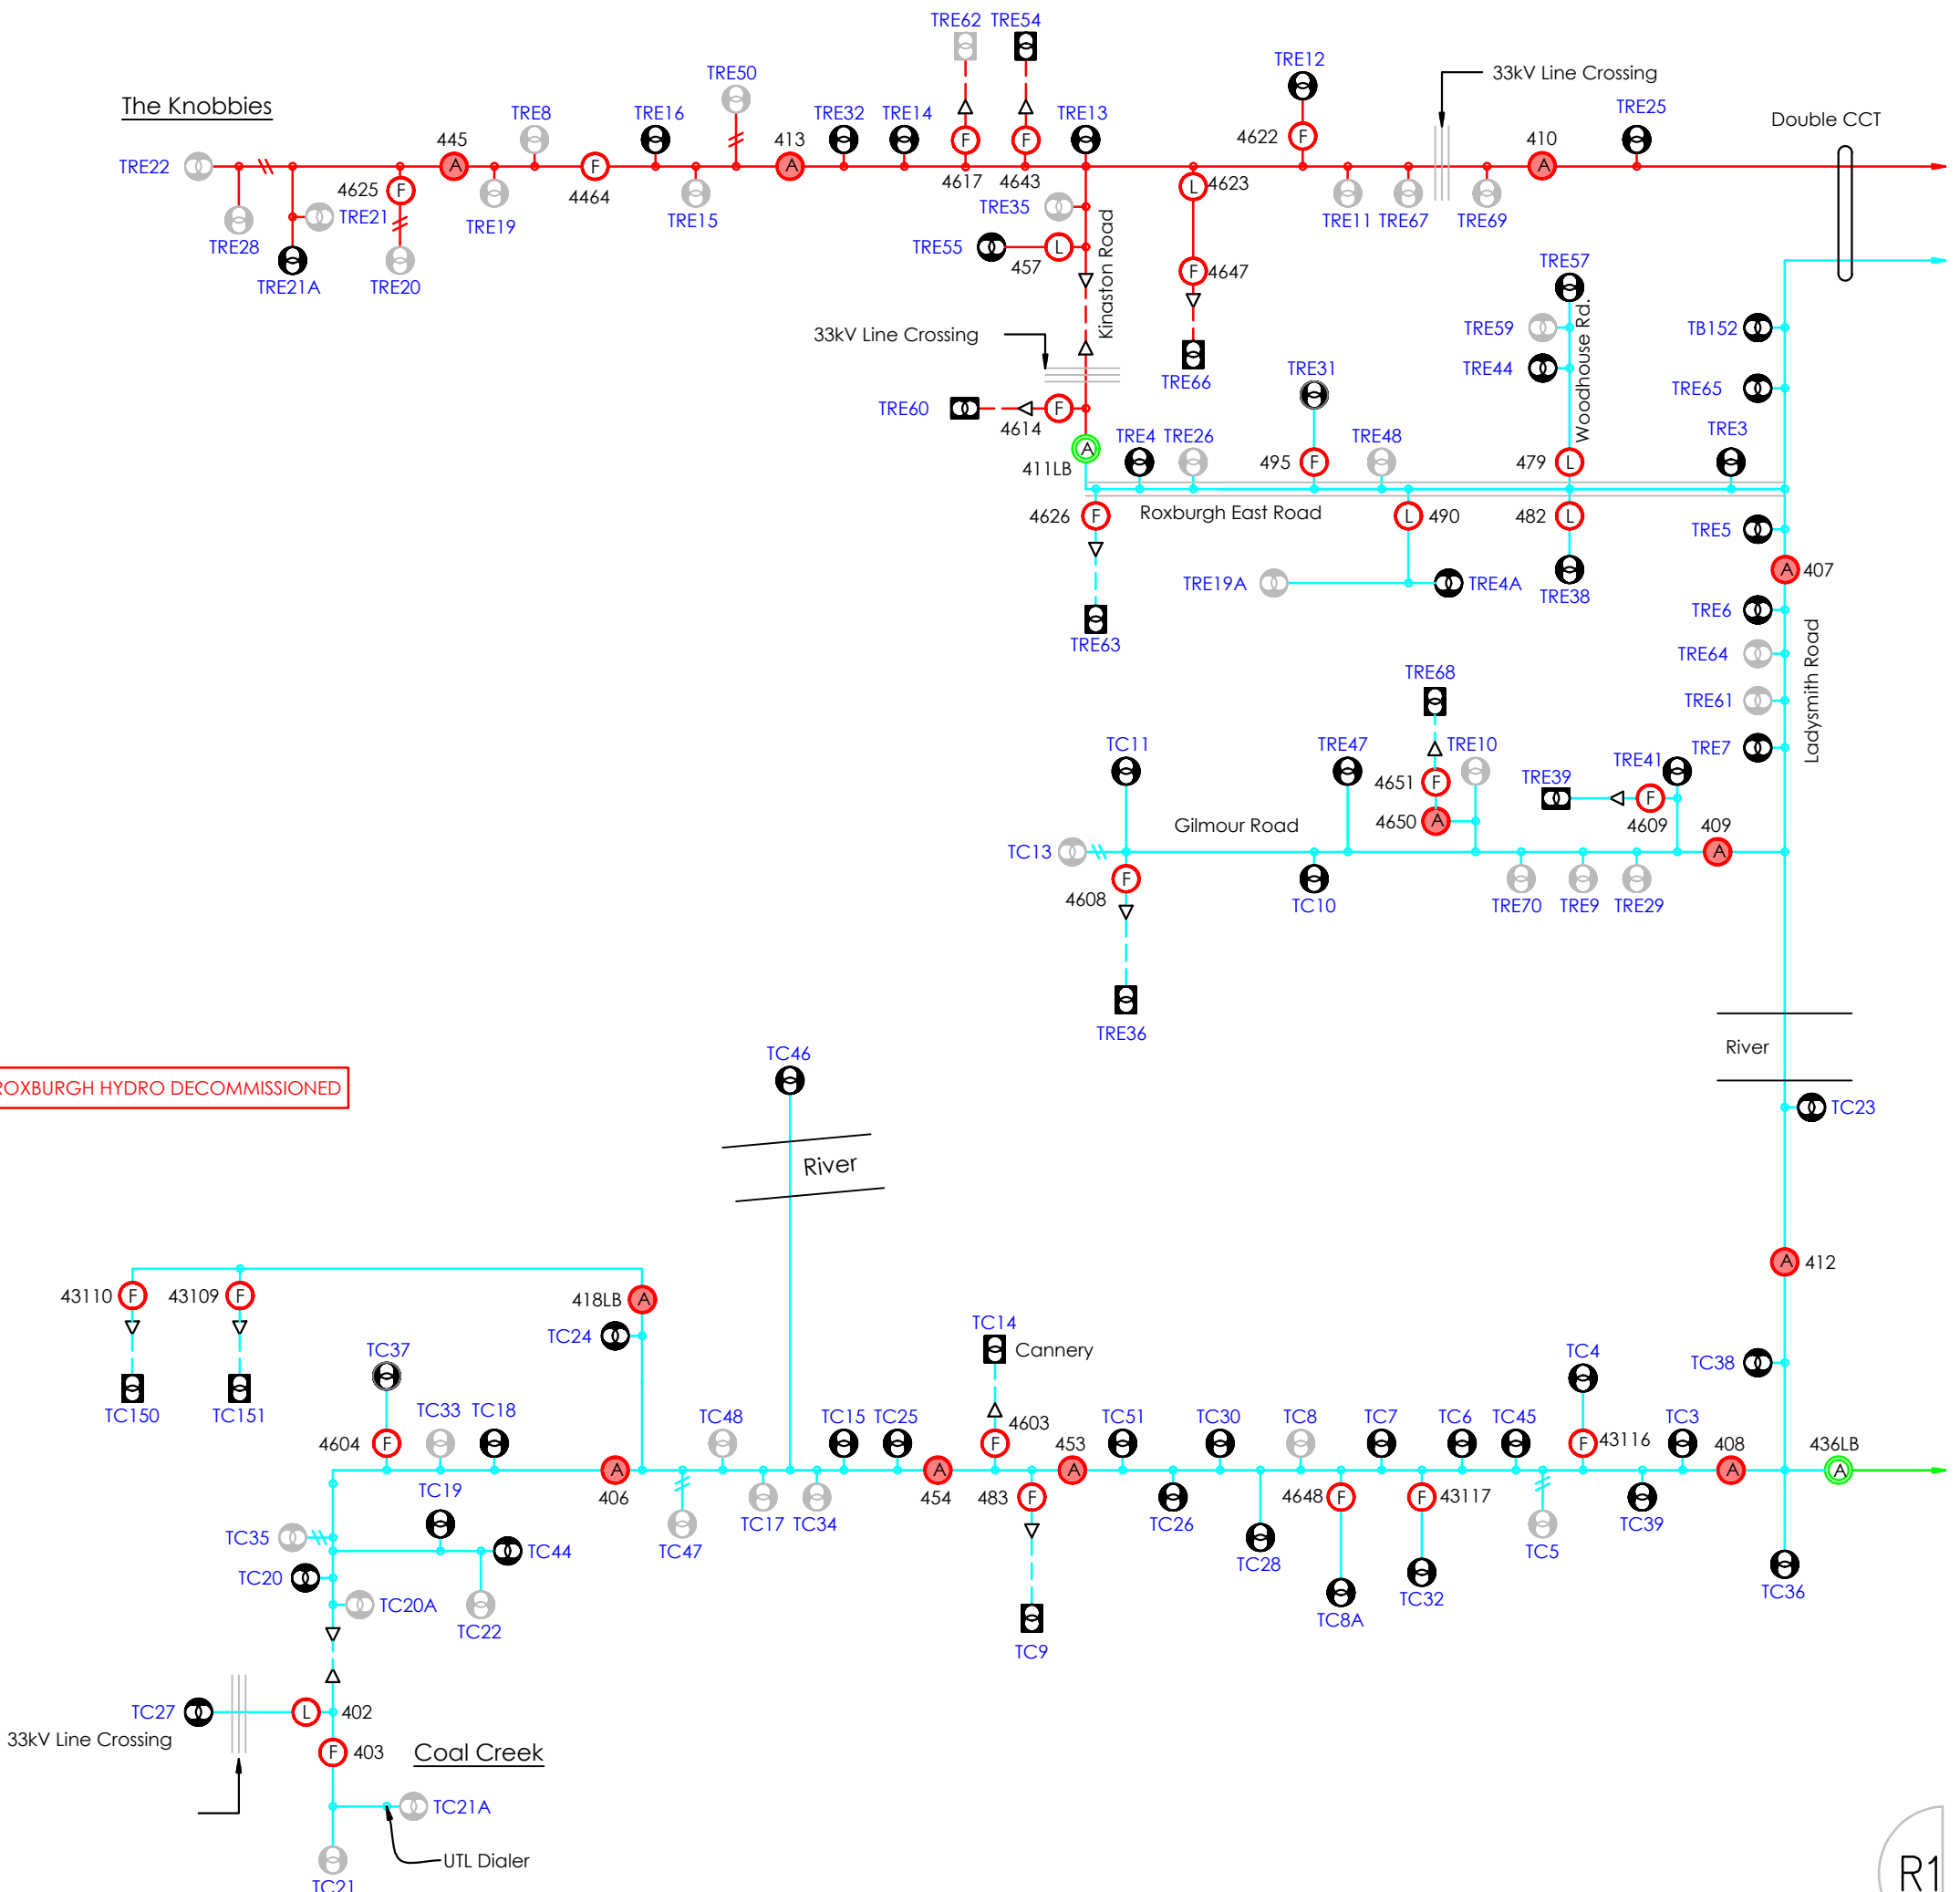 TRE62
TRE54
TRE50
TRE12
33kV Line Crossing
The Knobbies
TRE8
TRE16
TRE32
TRE14
TRE13
TRE25
445
413
4622
410
Double CCT
A
A
F
F
F
A
TRE22
F
4625
F
4464
4617
4643
L
4623
TRE21
TRE19
TRE15
TRE35
TRE11
TRE67
TRE69
TRE28
TRE55
L
457
Kinaston Road
F
4647
TRE57
TRE21A
TRE20
33kV Line Crossing
TRE59
TB152
TRE66
TRE31
TRE44
Woodhouse Rd.
TRE65
TRE60
F
4614
TRE4
TRE26
TRE48
TRE3
A
411LB
495
F
479
L
4626
F
Roxburgh East Road
L
490
482
L
TRE5
TRE19A
TRE4A
TRE38
A
407
TRE6
TRE63
TRE64
Ladysmith Road
TRE68
TRE61
TC11
TRE47
TRE10
TRE41
TRE7
4651
F
TRE39
F
Gilmour Road
4650
A
4609
409
TC13
A
F
4608
TC10
TRE70
TRE9
TRE29
TRE36
River
TC46
ROXBURGH HYDRO DECOMMISSIONED
TC23
River
A
412
43110
F
43109
F
418LB
A
TC24
TC14
Cannery
TC4
TC38
TC37
TC150
TC151
TC33
TC18
TC48
TC15
TC25
4603
TC51
TC30
TC8
TC7
TC6
TC45
TC3
4604
F
F
453
F
43116
408
436LB
A
A
A
A
A
TC19
406
454
483
F
4648
F
43117
F
TC35
TC17
TC34
TC26
TC39
TC44
TC47
TC28
TC5
TC20
TC36
TC20A
TC32
TC22
TC8A
TC9
TC27
L
402
33kV Line Crossing
F
403
Coal Creek
TC21A
UTL Dialer
TC21
R1